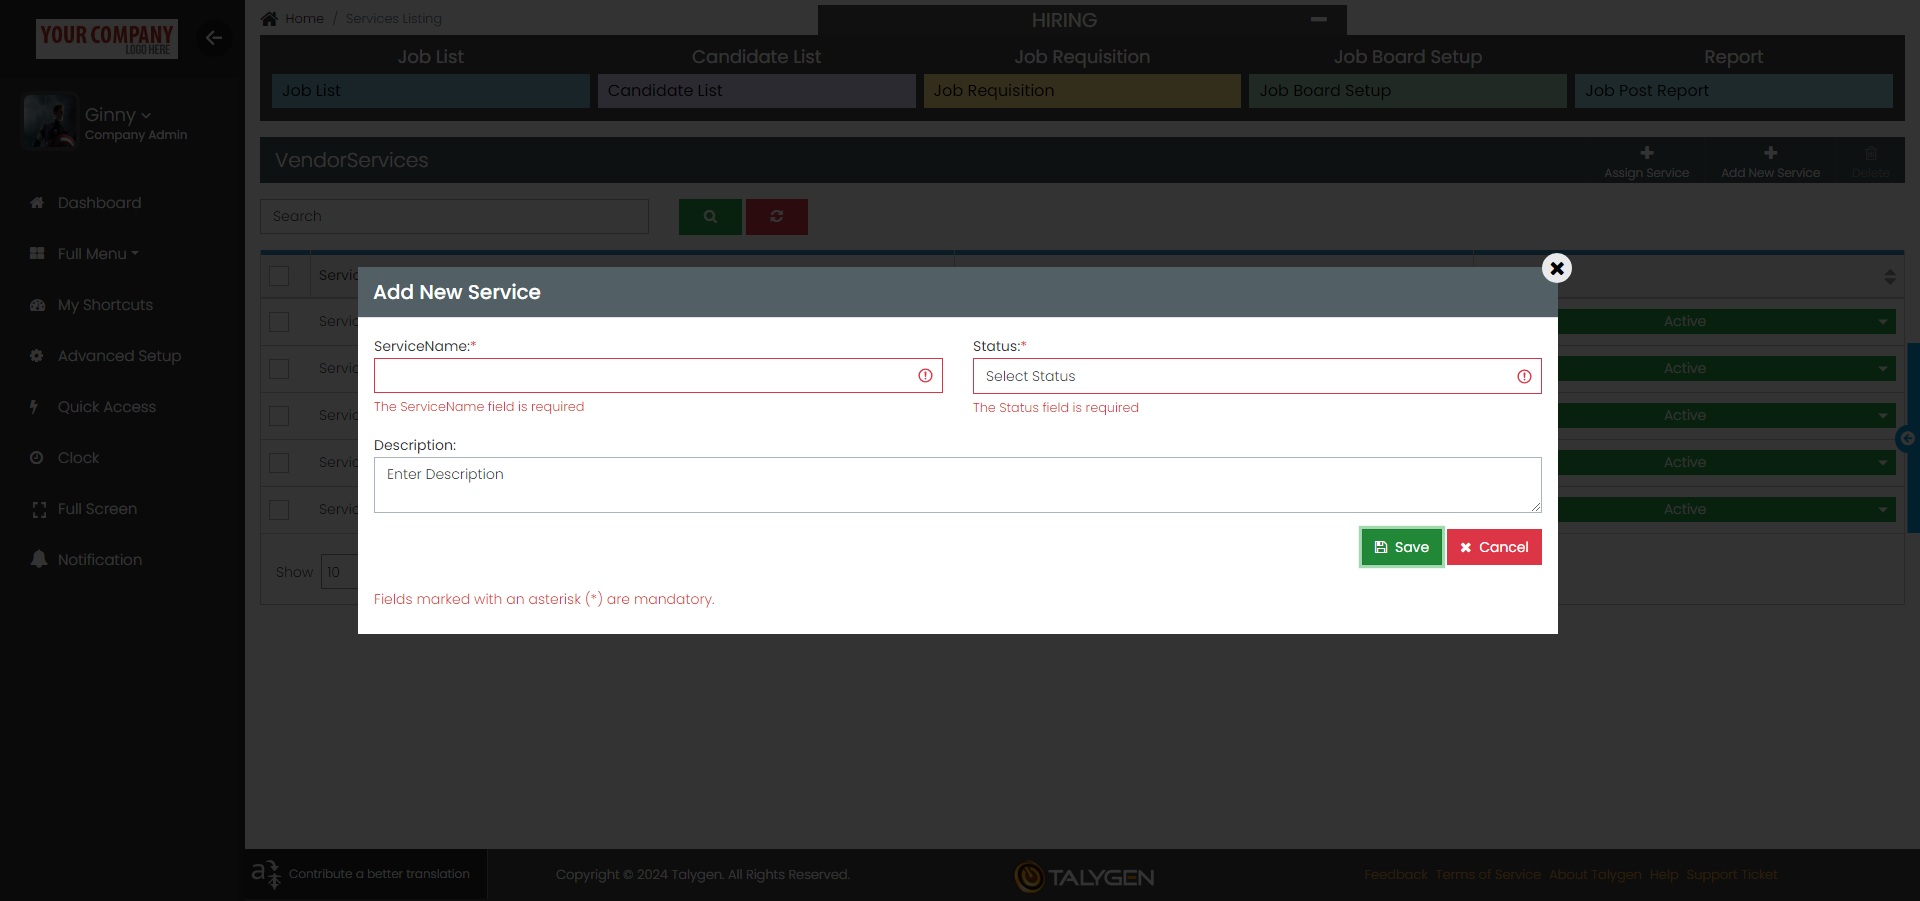 YOUR COMPANY
LOGO HERE
Home / Services Listing
HIRING
Job List
Candidate List
Job Requisition
Job Board Setup
Report
Job List
Candidate List
Job Requisition
Job Board Setup
Job Post Report
Ginny
Company Admin
Dashboard
Full Menu
My Shortcuts
Advanced Setup
Quick Access
Clock
Full Screen
Notification
VendorServices
Assign Service
Add New Service
Delete
Search
Servic
Servic
Active
Servic
Active
Servic
Active
Servic
Active
Servic
Active
Show 10
Add New Service
ServiceName:*
The ServiceName field is required
Status:*
Select Status
The Status field is required
Description:
Enter Description
Save
Cancel
Fields marked with an asterisk (*) are mandatory.
Contribute a better translation
Copyright © 2024 Talygen. All Rights Reserved.
TALYGEN
Feedback Terms of Service About Talygen Help Support Ticket